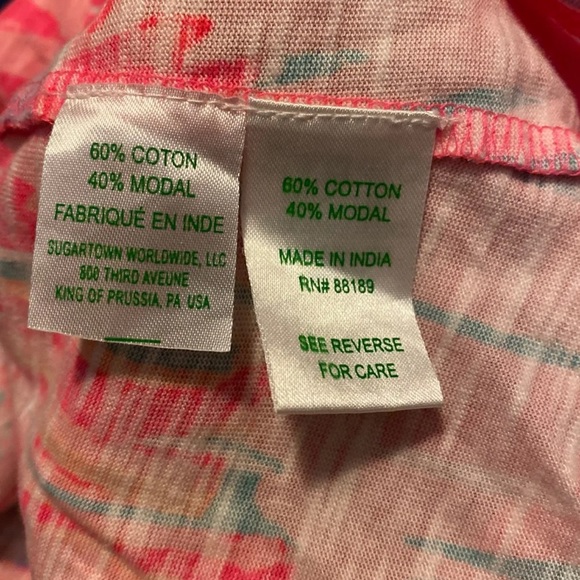 60% COTON
40% MODAL
FABRIQUÉ EN INDE
SUGARTOWN WORLDWIDE, LLC
800 THIRD AVEUNE
KING OF PRUSSIA, PA USA
60% COTTON
40% MODAL
MADE IN INDIA
RN# 88189
SEE REVERSE
FOR CARE